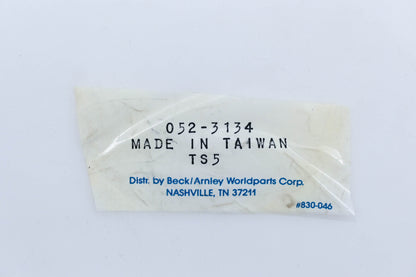 052-3134
MADE IN TAIWAN
TS5
Distr. by Beck/Arnley Worldparts Corp.
NASHVILLE, TN 37211
#830-046